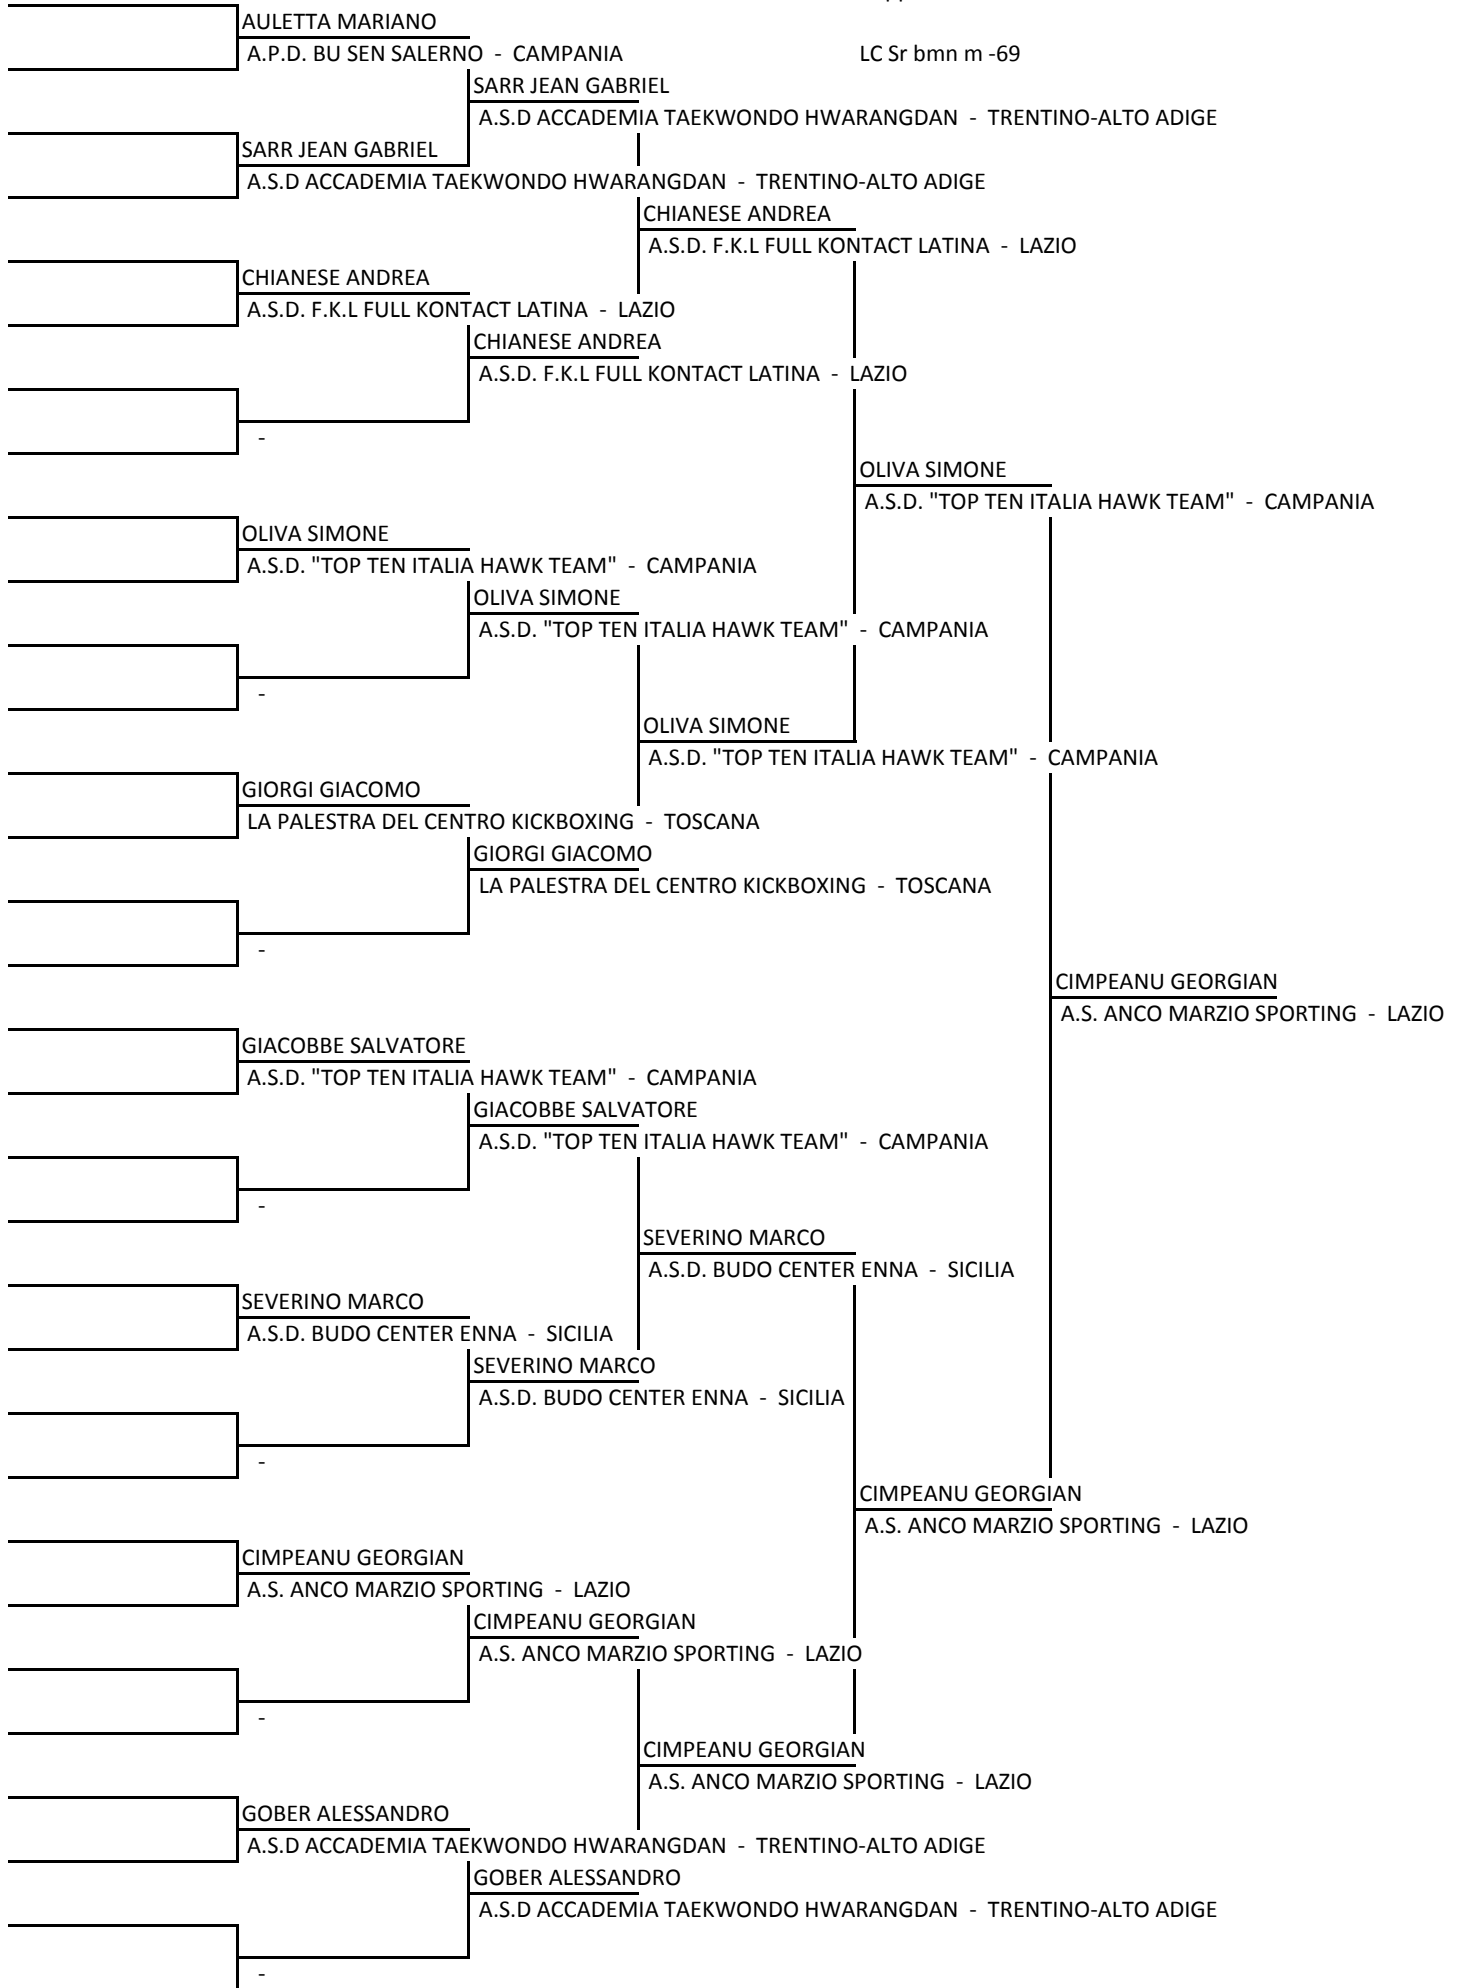 AULETTA MARIANO
A.P.D. BU SEN SALERNO - CAMPANIA
LC Sr bmn m -69
SARR JEAN GABRIEL
A.S.D ACCADEMIA TAEKWONDO HWARANGDAN - TRENTINO-ALTO ADIGE
SARR JEAN GABRIEL
A.S.D ACCADEMIA TAEKWONDO HWARANGDAN - TRENTINO-ALTO ADIGE
CHIANESE ANDREA
A.S.D. F.K.L FULL KONTACT LATINA - LAZIO
CHIANESE ANDREA
A.S.D. F.K.L FULL KONTACT LATINA - LAZIO
CHIANESE ANDREA
A.S.D. F.K.L FULL KONTACT LATINA - LAZIO
-
OLIVA SIMONE
A.S.D. "TOP TEN ITALIA HAWK TEAM" - CAMPANIA
OLIVA SIMONE
A.S.D. "TOP TEN ITALIA HAWK TEAM" - CAMPANIA
OLIVA SIMONE
A.S.D. "TOP TEN ITALIA HAWK TEAM" - CAMPANIA
-
OLIVA SIMONE
A.S.D. "TOP TEN ITALIA HAWK TEAM" - CAMPANIA
GIORGI GIACOMO
LA PALESTRA DEL CENTRO KICKBOXING - TOSCANA
GIORGI GIACOMO
LA PALESTRA DEL CENTRO KICKBOXING - TOSCANA
-
CIMPEANU GEORGIAN
A.S. ANCO MARZIO SPORTING - LAZIO
GIACOBBE SALVATORE
A.S.D. "TOP TEN ITALIA HAWK TEAM" - CAMPANIA
GIACOBBE SALVATORE
A.S.D. "TOP TEN ITALIA HAWK TEAM" - CAMPANIA
-
SEVERINO MARCO
A.S.D. BUDO CENTER ENNA - SICILIA
SEVERINO MARCO
A.S.D. BUDO CENTER ENNA - SICILIA
SEVERINO MARCO
A.S.D. BUDO CENTER ENNA - SICILIA
-
CIMPEANU GEORGIAN
A.S. ANCO MARZIO SPORTING - LAZIO
CIMPEANU GEORGIAN
A.S. ANCO MARZIO SPORTING - LAZIO
CIMPEANU GEORGIAN
A.S. ANCO MARZIO SPORTING - LAZIO
-
CIMPEANU GEORGIAN
A.S. ANCO MARZIO SPORTING - LAZIO
GOBER ALESSANDRO
A.S.D ACCADEMIA TAEKWONDO HWARANGDAN - TRENTINO-ALTO ADIGE
GOBER ALESSANDRO
A.S.D ACCADEMIA TAEKWONDO HWARANGDAN - TRENTINO-ALTO ADIGE
-